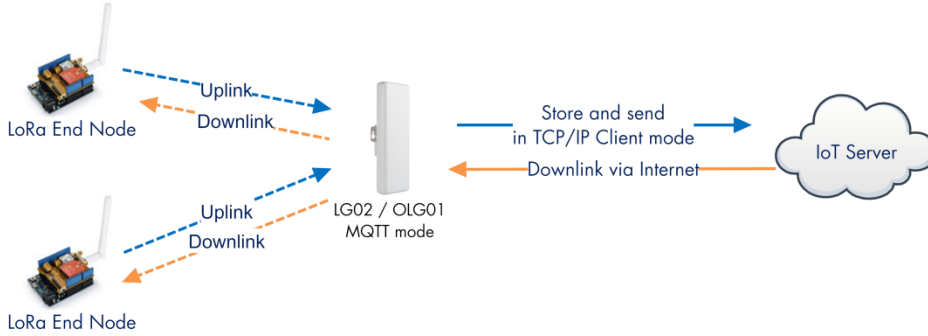 Uplink
Downlink
LoRa End Node
Store and send
in TCP/IP Client mode
Downlink via Internet
IoT Server
LG02 / OLG01
MQTT mode
Uplink
Downlink
LoRa End Node